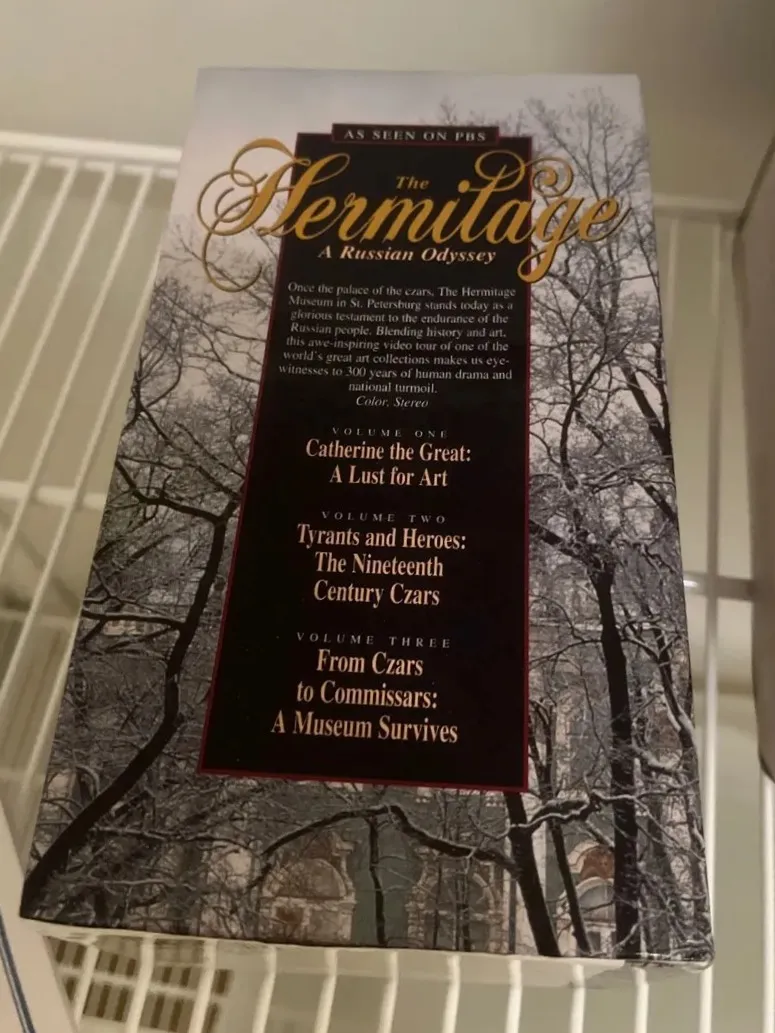 AS SEEN ON PBS
The
Hermitage
A Russian Odyssey
Once the palace of the czars, The Hermitage
Museum in St. Petersburg stands today as a
glorious testament to the endurance of the
Russian people. Blending history and art,
this awe-inspiring video tour of one of the
world's great art collections makes us eye-
witnesses to 300 years of human drama and
national turmoil.
Color, Stereo
VOLUME ONE
Catherine the Great:
A Lust for Art
VOLUME TWO
Tyrants and Heroes:
The Nineteenth
Century Czars
VOLUME THREE
From Czars
to Commissars:
A Museum Survives